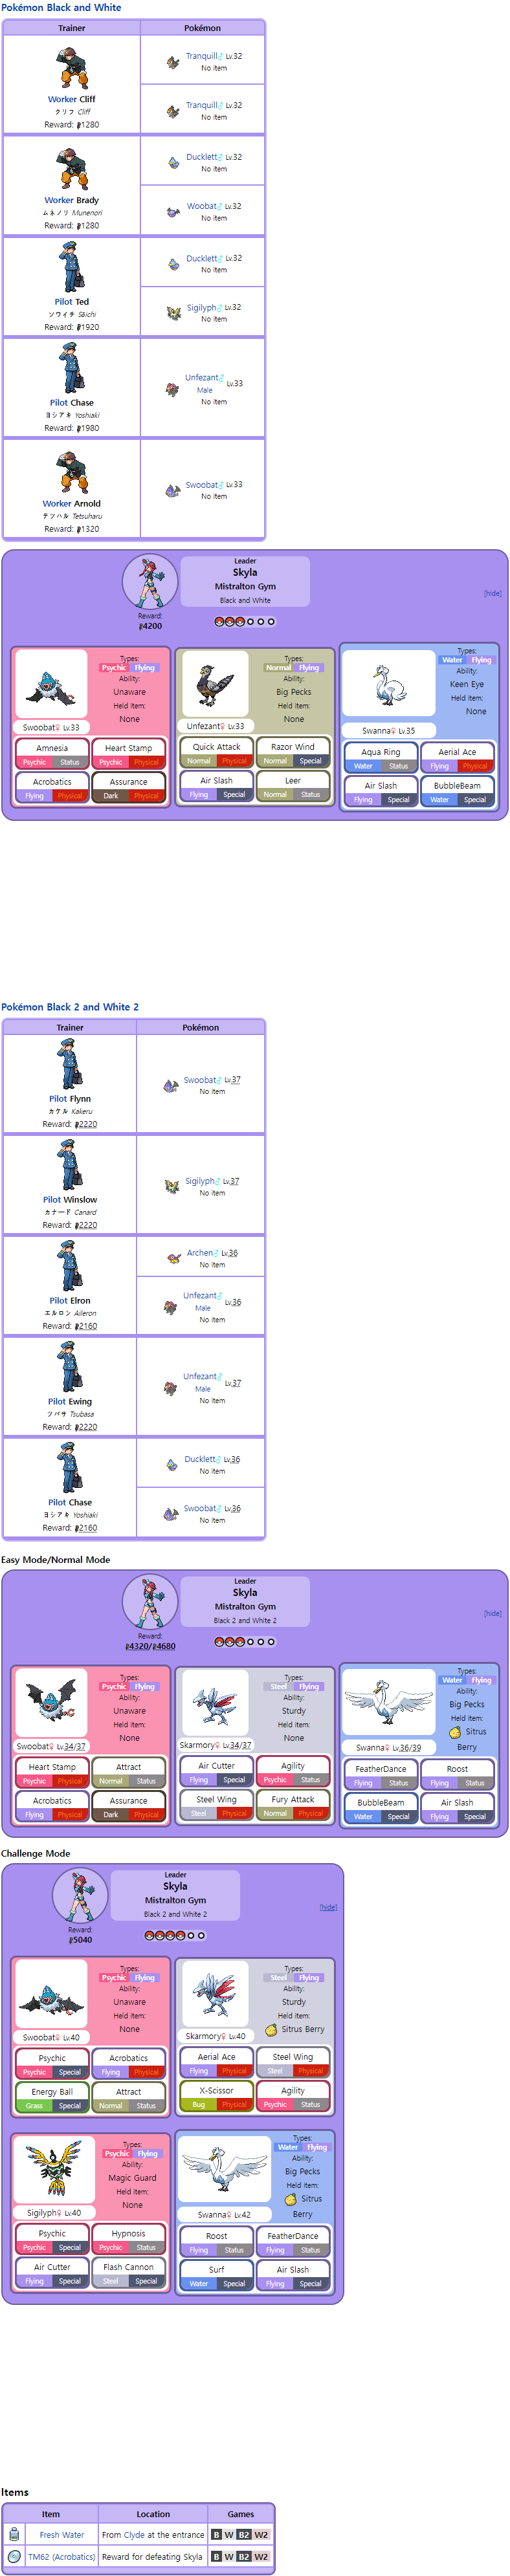 Pokémon Black and White
Trainer Pokémon
Tranquill♂ Lv.32
No item
Worker Cliff
クリフ Cliff
Reward: 1280
Tranquill♂ Lv.32
No item
Ducklett♂ Lv.32
No item
Worker Brady
ムネノリ Munenori
Reward: 1280
Woobat♂ Lv.32
No item
Ducklett♂ Lv.32
No item
Pilot Ted
ソウイチ Sōichi
Reward: 1920
Sigilyph♂ Lv.32
No item
Pilot Chase
ヨシアキ Yoshiaki
Reward: 1980
Unfezant♂ Lv.33
Male
No item
Worker Arnold
テツハル Tetsuharu
Reward: 1320
Swoobat♂ Lv.33
No item
Leader
Skyla
Mistralton Gym
Black and White
Reward:
4200
[hide]
Types:
Psychic Flying
Ability:
Unaware
Held Item:
None
Swoobat♀ Lv.33
Amnesia Heart Stamp
Psychic Status Psychic Physical
Acrobatics Assurance
Flying Physical Dark Physical
Types:
Normal Flying
Ability:
Big Pecks
Held Item:
None
Unfezant♀ Lv.33
Quick Attack Razor Wind
Normal Physical Normal Special
Air Slash Leer
Flying Special Normal Status
Types:
Water Flying
Ability:
Keen Eye
Held Item:
None
Swanna♀ Lv.35
Aqua Ring Aerial Ace
Water Status Flying Physical
Air Slash BubbleBeam
Flying Special Water Special
Pokémon Black 2 and White 2
Trainer Pokémon
Pilot Flynn
カケル Kakeru
Reward: 2220
Swoobat♂ Lv.37
No item
Pilot Winslow
カナード Canard
Reward: 2220
Sigilyph♂ Lv.37
No item
Archen♂ Lv.36
No item
Pilot Elron
エルロン Aileron
Reward: 2160
Unfezant♂ Lv.36
Male
No item
Pilot Ewing
ツバサ Tsubasa
Reward: 2220
Unfezant♂ Lv.37
Male
No item
Ducklett♂ Lv.36
No item
Pilot Chase
ヨシアキ Yoshiaki
Reward: 2160
Swoobat♂ Lv.36
No item
Easy Mode/Normal Mode
Leader
Skyla
Mistralton Gym
Black 2 and White 2
Reward:
4320/4680
[hide]
Types:
Psychic Flying
Ability:
Unaware
Held Item:
None
Swoobat♀ Lv.34/37
Heart Stamp Attract
Psychic Physical Normal Status
Acrobatics Assurance
Flying Physical Dark Physical
Types:
Steel Flying
Ability:
Sturdy
Held Item:
None
Skarmory♀ Lv.34/37
Air Cutter Agility
Flying Special Psychic Status
Steel Wing Fury Attack
Steel Physical Normal Physical
Types:
Water Flying
Ability:
Big Pecks
Held Item:
Sitrus
Berry
Swanna♀ Lv.36/39
FeatherDance Roost
Flying Status Flying Status
BubbleBeam Air Slash
Water Special Flying Special
Challenge Mode
Leader
Skyla
Mistralton Gym
Black 2 and White 2
Reward:
5040
[hide]
Types:
Psychic Flying
Ability:
Unaware
Held Item:
None
Swoobat♀ Lv.40
Psychic Acrobatics
Psychic Special Flying Physical
Energy Ball Attract
Grass Special Normal Status
Types:
Steel Flying
Ability:
Sturdy
Held Item:
Sitrus Berry
Skarmory♀ Lv.40
Aerial Ace Steel Wing
Flying Physical Steel Physical
X-Scissor Agility
Bug Physical Psychic Status
Types:
Psychic Flying
Ability:
Magic Guard
Held Item:
None
Sigilyph♀ Lv.40
Psychic Hypnosis
Psychic Special Psychic Status
Air Cutter Flash Cannon
Flying Special Steel Special
Types:
Water Flying
Ability:
Big Pecks
Held Item:
Sitrus
Berry
Swanna♀ Lv.42
Roost FeatherDance
Flying Status Flying Status
Surf Air Slash
Water Special Flying Special
Items
Item Location Games
Fresh Water From Clyde at the entrance B W B2 W2
TM62 (Acrobatics) Reward for defeating Skyla B W B2 W2